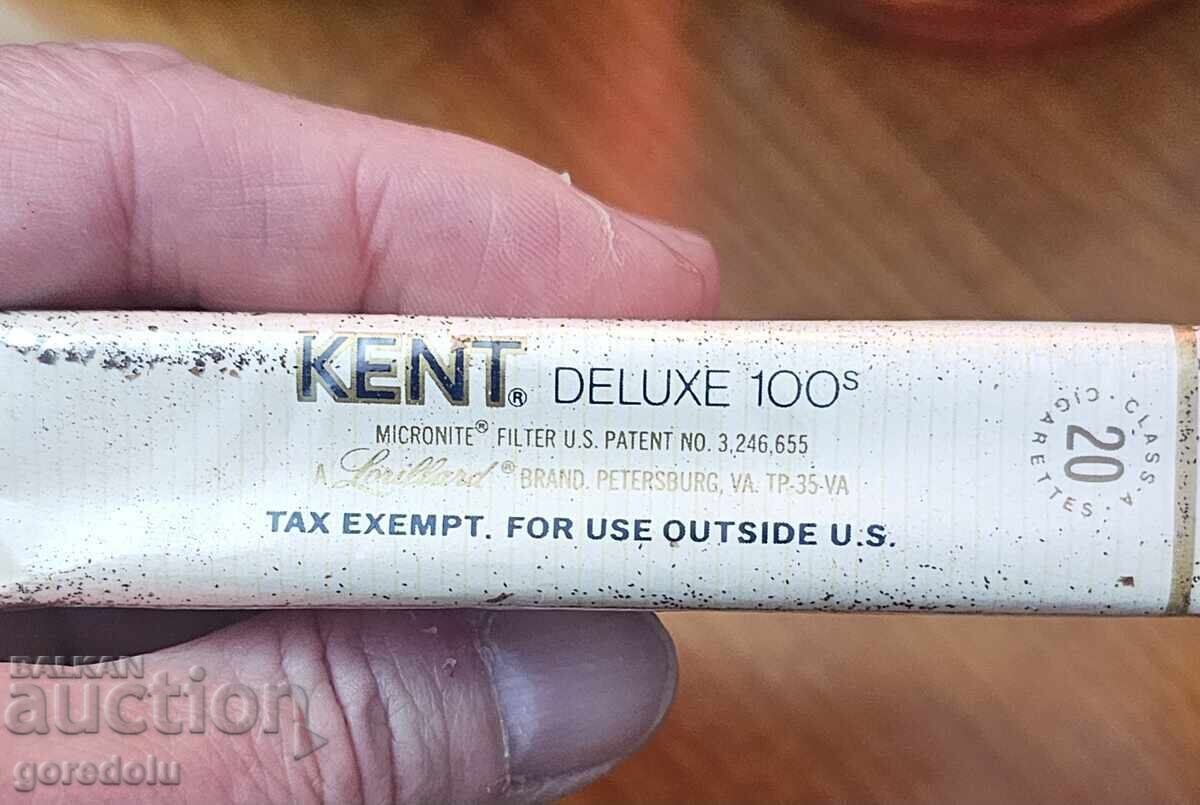 KENT® DELUXE 100s
MICRONITE® FILTER U.S. PATENT NO. 3,246,655
A Lorillard® BRAND. PETERSBURG, VA. TP-35-VA
TAX EXEMPT. FOR USE OUTSIDE U.S.
CLASS·A·
20
CIGARETTES·
BALKAN
auction
goredolu